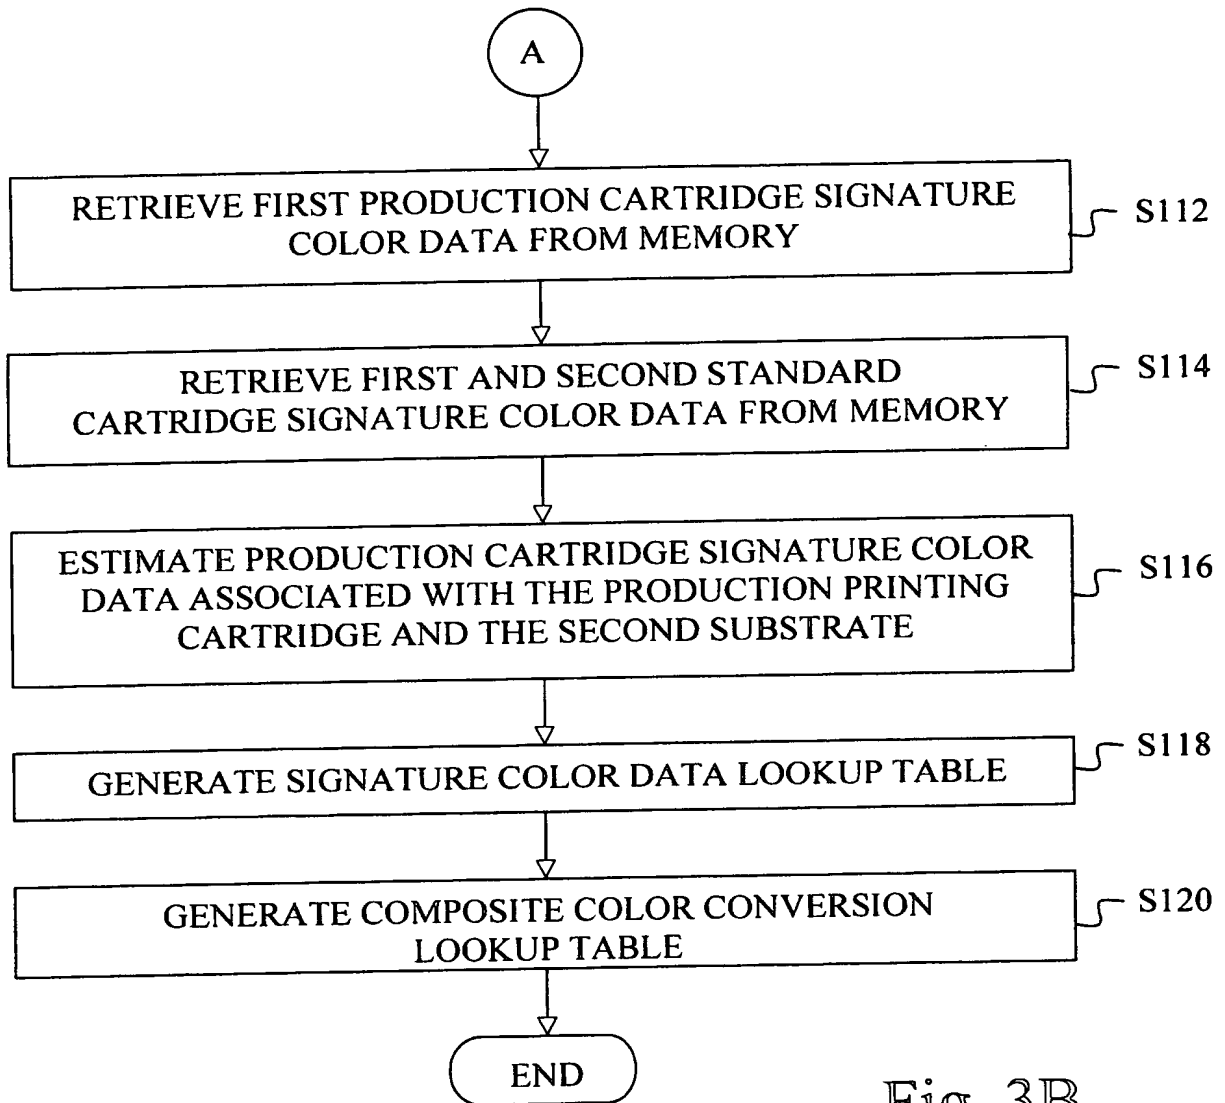 A
RETRIEVE FIRST PRODUCTION CARTRIDGE SIGNATURE
COLOR DATA FROM MEMORY
S112
RETRIEVE FIRST AND SECOND STANDARD
CARTRIDGE SIGNATURE COLOR DATA FROM MEMORY
S114
ESTIMATE PRODUCTION CARTRIDGE SIGNATURE COLOR
DATA ASSOCIATED WITH THE PRODUCTION PRINTING
CARTRIDGE AND THE SECOND SUBSTRATE
S116
GENERATE SIGNATURE COLOR DATA LOOKUP TABLE
S118
GENERATE COMPOSITE COLOR CONVERSION
LOOKUP TABLE
S120
END
Fig. 3B